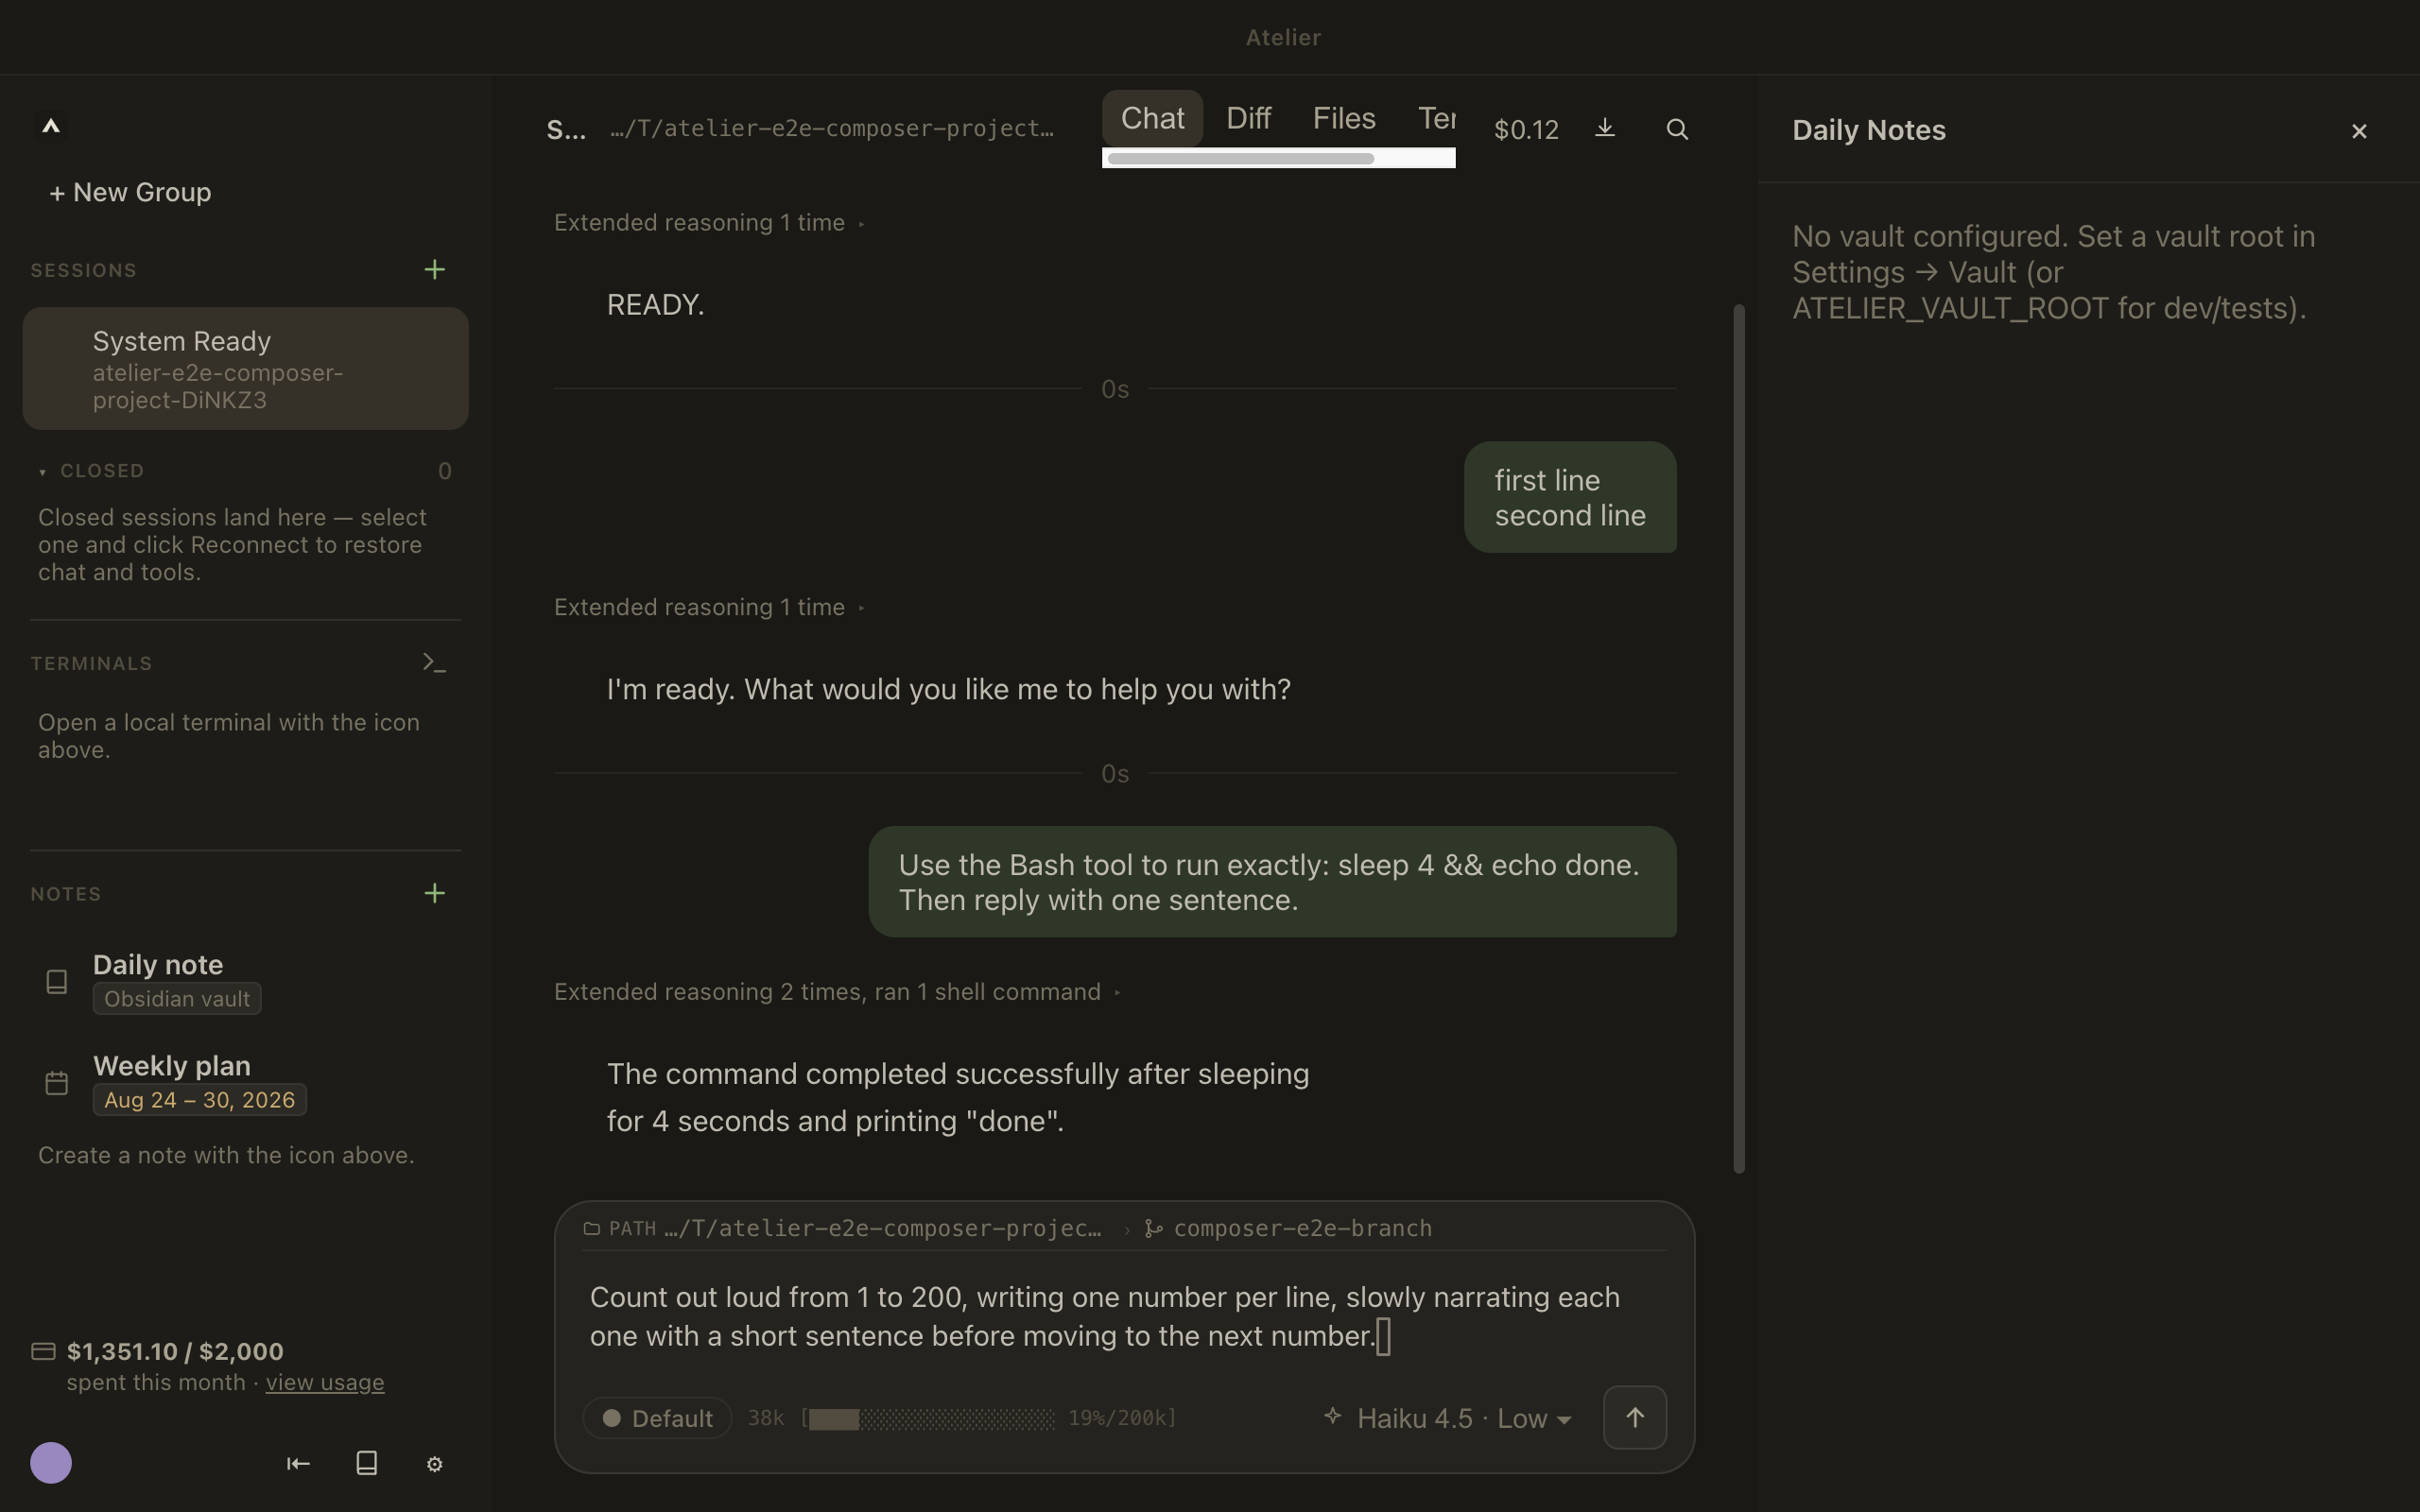 Atelier
+ New Group
SESSIONS
System Ready
atelier-e2e-composer-
project-DiNKZ3
CLOSED 0
Closed sessions land here — select
one and click Reconnect to restore
chat and tools.
TERMINALS
Open a local terminal with the icon
above.
NOTES
Daily note
Obsidian vault
Weekly plan
Aug 24 – 30, 2026
Create a note with the icon above.
$1,351.10 / $2,000
spent this month · view usage
S... …/T/atelier-e2e-composer-project…
Chat Diff Files Ter
$0.12
Extended reasoning 1 time
READY.
0s
first line
second line
Extended reasoning 1 time
I'm ready. What would you like me to help you with?
0s
Use the Bash tool to run exactly: sleep 4 && echo done.
Then reply with one sentence.
Extended reasoning 2 times, ran 1 shell command
The command completed successfully after sleeping
for 4 seconds and printing "done".
PATH …/T/atelier-e2e-composer-projec… › composer-e2e-branch
Count out loud from 1 to 200, writing one number per line, slowly narrating each
one with a short sentence before moving to the next number.
Default 38k [ 19%/200k] Haiku 4.5 · Low
Daily Notes
No vault configured. Set a vault root in
Settings → Vault (or
ATELIER_VAULT_ROOT for dev/tests).